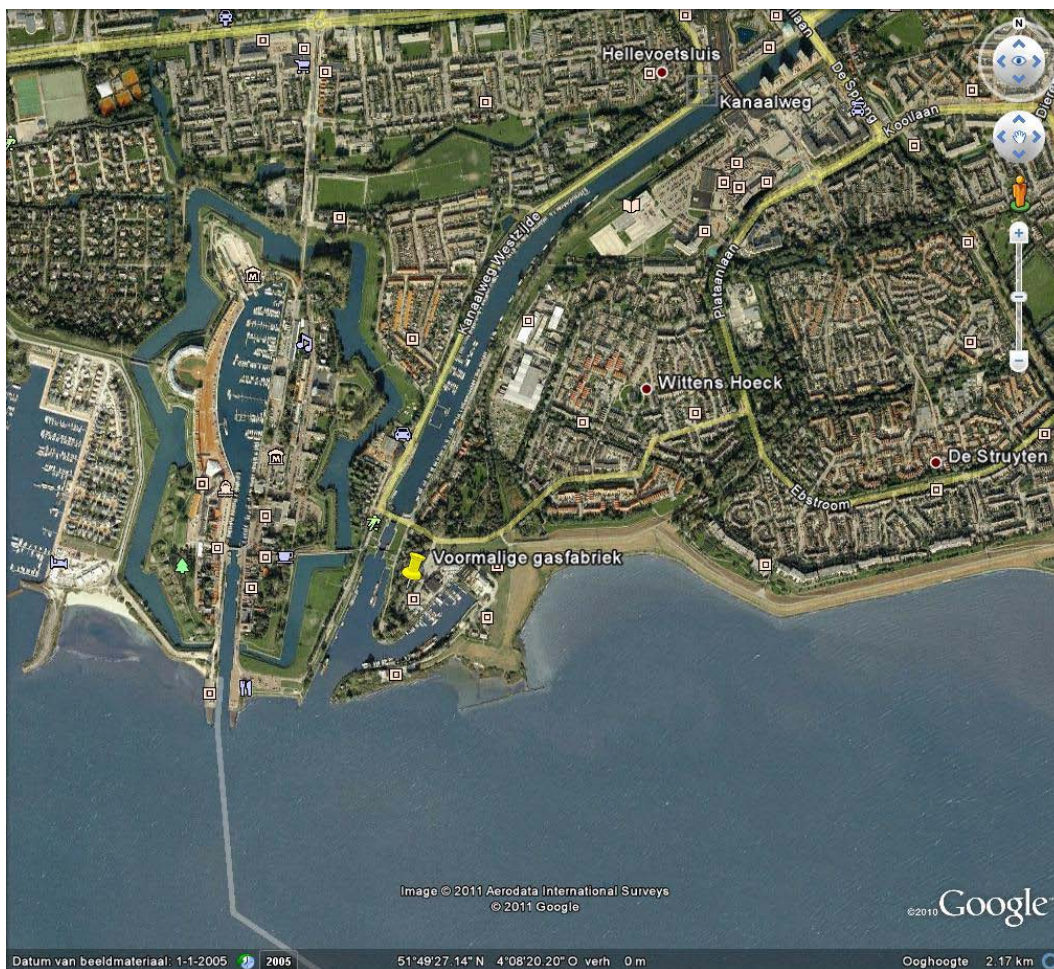 N
Hellevoetsluis
Kanaalweg
De Sprong
Kooilaan
Kanaalweg Westzijde
Plataanlaan
Wittens Hoeck
De Struyten
Ebstroom
Voormalige gasfabriek
Image © 2011 Aerodata International Surveys
© 2011 Google
©2010 Google
Datum van beeldmateriaal: 1-1-2005 2005 51°49'27.14" N 4°08'20.20" O verh 0 m Ooghoogte 2.17 km